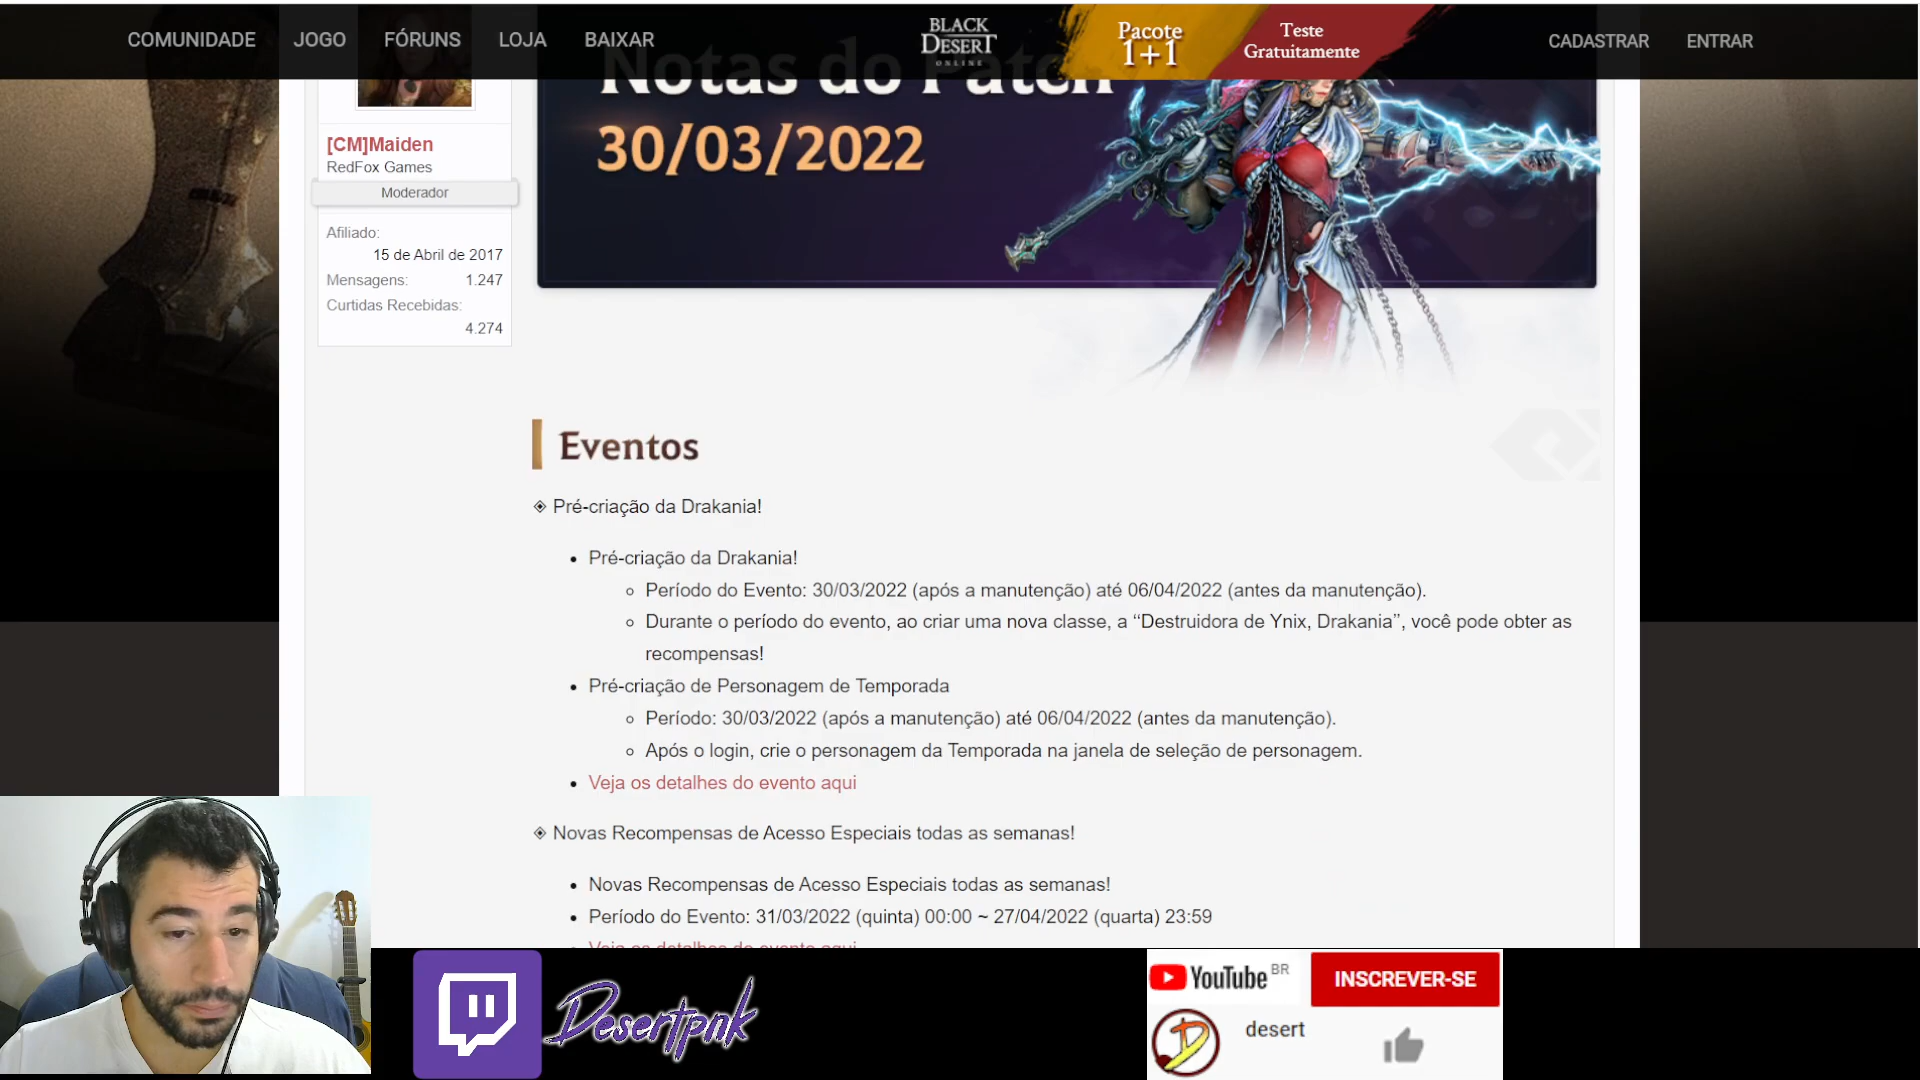 COMUNIDADE JOGO FÓRUNS LOJA BAIXAR
BLACK
DESERT
ONLINE
Pacote
1+1
Teste
Gratuitamente
CADASTRAR ENTRAR
Notas do Patch
30/03/2022
[CM]Maiden
RedFox Games
Moderador
Afiliado:
15 de Abril de 2017
Mensagens: 1.247
Curtidas Recebidas:
4.274
Eventos
◈ Pré-criação da Drakania!
• Pré-criação da Drakania!
○ Período do Evento: 30/03/2022 (após a manutenção) até 06/04/2022 (antes da manutenção).
○ Durante o período do evento, ao criar uma nova classe, a “Destruidora de Ynix, Drakania”, você pode obter as
recompensas!
• Pré-criação de Personagem de Temporada
○ Período: 30/03/2022 (após a manutenção) até 06/04/2022 (antes da manutenção).
○ Após o login, crie o personagem da Temporada na janela de seleção de personagem.
• Veja os detalhes do evento aqui
◈ Novas Recompensas de Acesso Especiais todas as semanas!
• Novas Recompensas de Acesso Especiais todas as semanas!
• Período do Evento: 31/03/2022 (quinta) 00:00 ~ 27/04/2022 (quarta) 23:59
• Veja os detalhes do evento aqui
Desertpnk
YouTube BR
INSCREVER-SE
desert